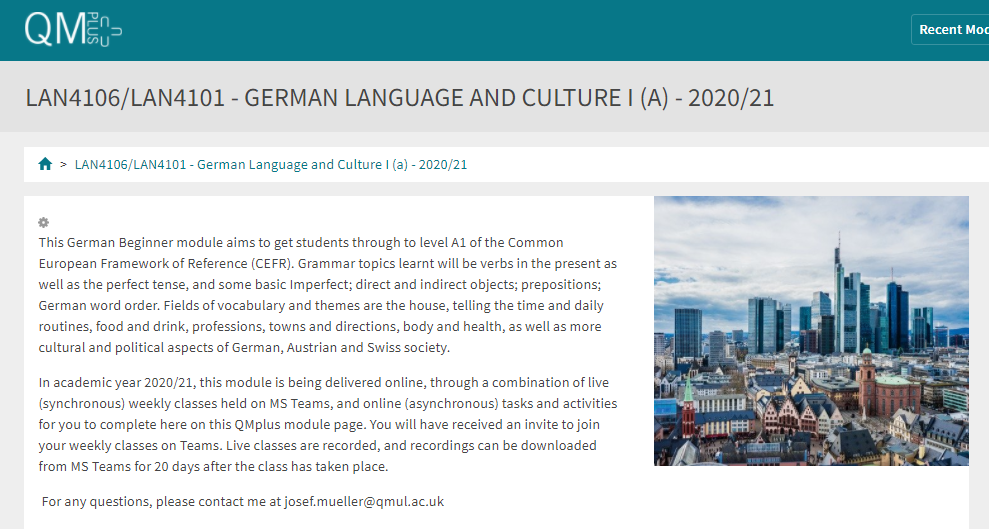 QM
PLUS
Recent Mod
LAN4106/LAN4101 - GERMAN LANGUAGE AND CULTURE I (A) - 2020/21
> LAN4106/LAN4101 - German Language and Culture I (a) - 2020/21
This German Beginner module aims to get students through to level A1 of the Common
European Framework of Reference (CEFR). Grammar topics learnt will be verbs in the present as
well as the perfect tense, and some basic Imperfect; direct and indirect objects; prepositions;
German word order. Fields of vocabulary and themes are the house, telling the time and daily
routines, food and drink, professions, towns and directions, body and health, as well as more
cultural and political aspects of German, Austrian and Swiss society.
In academic year 2020/21, this module is being delivered online, through a combination of live
(synchronous) weekly classes held on MS Teams, and online (asynchronous) tasks and activities
for you to complete here on this QMplus module page. You will have received an invite to join
your weekly classes on Teams. Live classes are recorded, and recordings can be downloaded
from MS Teams for 20 days after the class has taken place.
For any questions, please contact me at josef.mueller@qmul.ac.uk